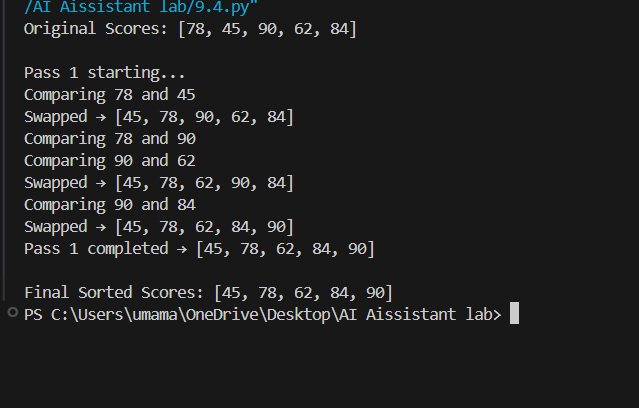 /AI Aissistant lab/9.4.py"
Original Scores: [78, 45, 90, 62, 84]
Pass 1 starting...
Comparing 78 and 45
Swapped → [45, 78, 90, 62, 84]
Comparing 78 and 90
Comparing 90 and 62
Swapped → [45, 78, 62, 90, 84]
Comparing 90 and 84
Swapped → [45, 78, 62, 84, 90]
Pass 1 completed → [45, 78, 62, 84, 90]
Final Sorted Scores: [45, 78, 62, 84, 90]
PS C:\Users\umama\OneDrive\Desktop\AI Aissistant lab>